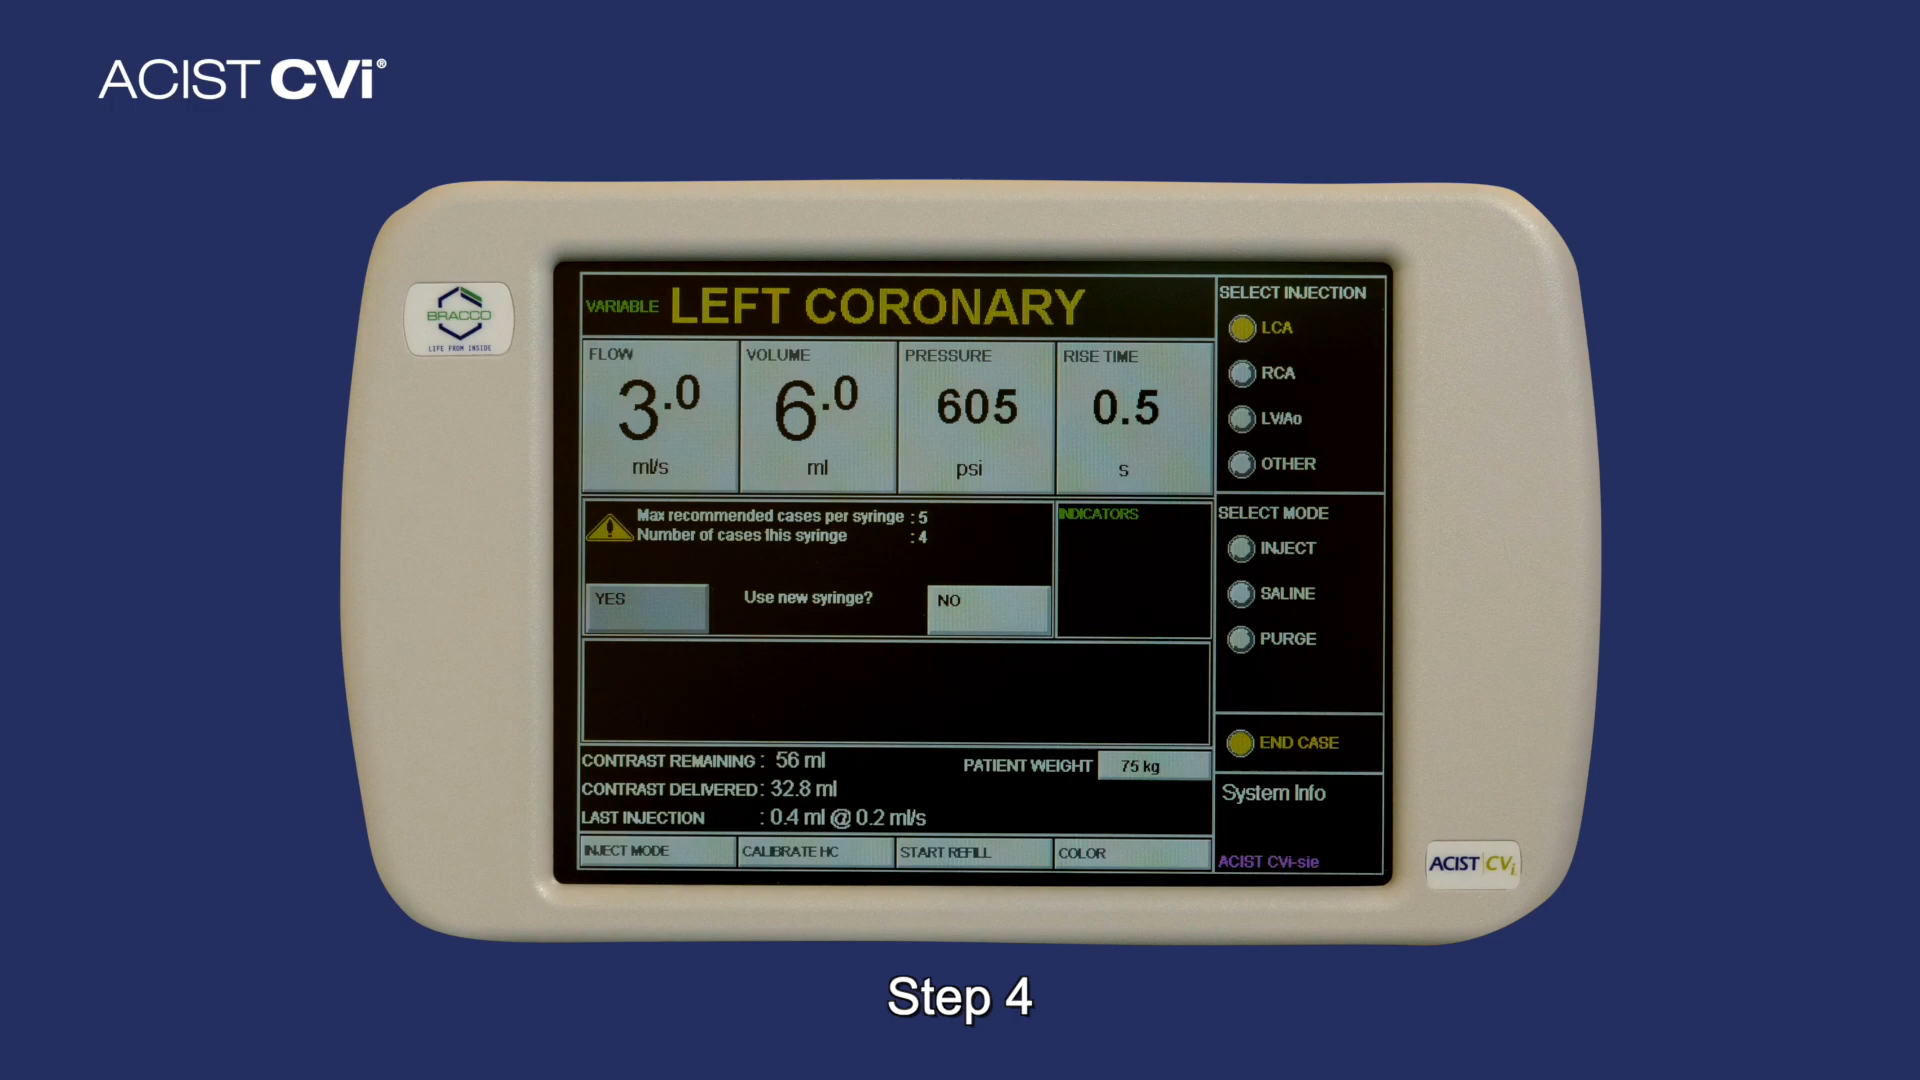 ACIST CVi®
BRACCO
LIFE FROM INSIDE
VARIABLE LEFT CORONARY
FLOW
3.0
ml/s
VOLUME
6.0
ml
PRESSURE
605
psi
RISE TIME
0.5
s
Max recommended cases per syringe : 5
Number of cases this syringe : 4
YES
Use new syringe?
NO
INDICATORS
CONTRAST REMAINING : 56 ml
PATIENT WEIGHT 75 kg
CONTRAST DELIVERED : 32.8 ml
LAST INJECTION : 0.4 ml @ 0.2 ml/s
INJECT MODE
CALIBRATE HC
START REFILL
COLOR
SELECT INJECTION
LCA
RCA
LV/Ao
OTHER
SELECT MODE
INJECT
SALINE
PURGE
END CASE
System Info
ACIST CVi-sie
ACIST CVi
Step 4